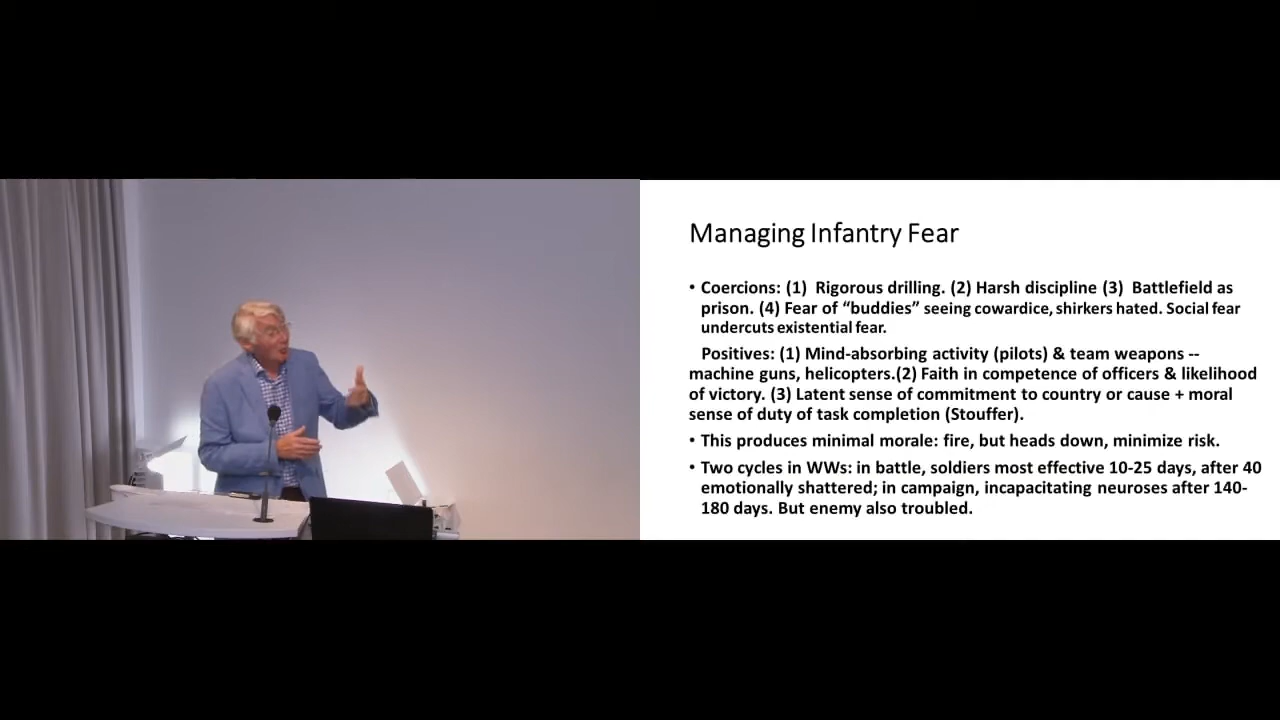 Managing Infantry Fear
• Coercions: (1)  Rigorous drilling. (2) Harsh discipline (3)  Battlefield as
prison. (4) Fear of “buddies” seeing cowardice, shirkers hated. Social fear
undercuts existential fear.
Positives: (1) Mind-absorbing activity (pilots) & team weapons --
machine guns, helicopters.(2) Faith in competence of officers & likelihood
of victory. (3) Latent sense of commitment to country or cause + moral
sense of duty of task completion (Stouffer).
• This produces minimal morale: fire, but heads down, minimize risk.
• Two cycles in WWs: in battle, soldiers most effective 10-25 days, after 40
emotionally shattered; in campaign, incapacitating neuroses after 140-
180 days. But enemy also troubled.